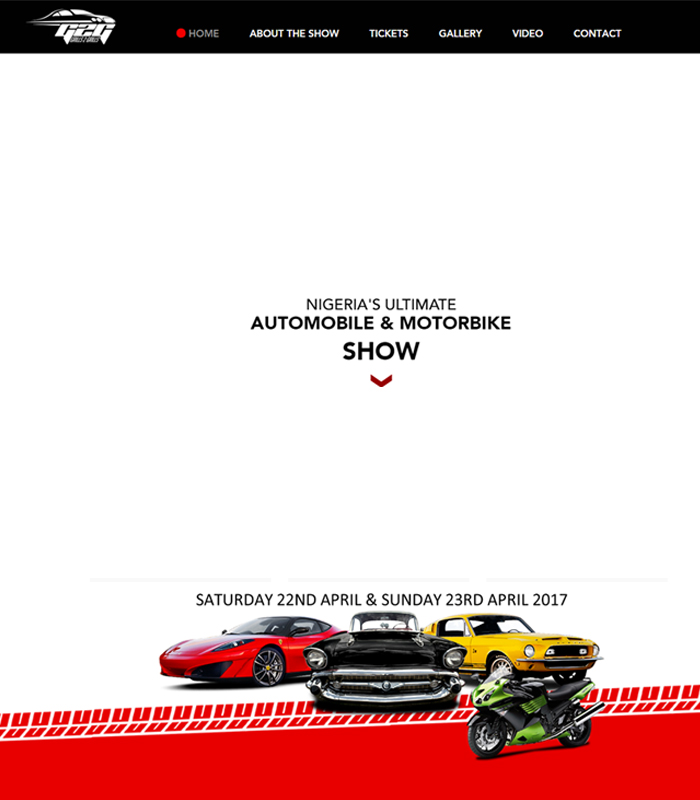 G2G
HOME
ABOUT THE SHOW
TICKETS
GALLERY
VIDEO
CONTACT
NIGERIA'S ULTIMATE
AUTOMOBILE & MOTORBIKE
SHOW
SATURDAY 22ND APRIL & SUNDAY 23RD APRIL 2017